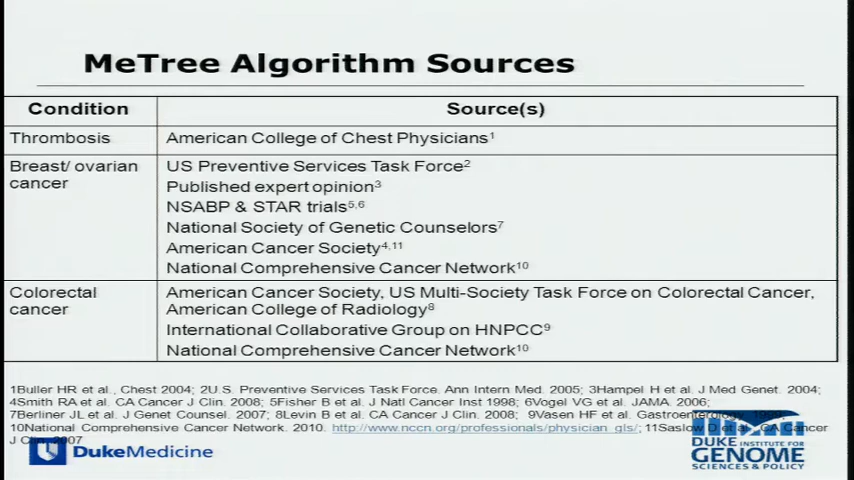 MeTree Algorithm Sources
Condition Source(s)
Thrombosis American College of Chest Physicians1
Breast/ ovarian cancer US Preventive Services Task Force2
Published expert opinion3
NSABP & STAR trials5,6
National Society of Genetic Counselors7
American Cancer Society4,11
National Comprehensive Cancer Network10
Colorectal cancer American Cancer Society, US Multi-Society Task Force on Colorectal Cancer,
American College of Radiology8
International Collaborative Group on HNPCC9
National Comprehensive Cancer Network10
1Buller HR et al., Chest 2004; 2U.S. Preventive Services Task Force. Ann Intern Med. 2005; 3Hampel H et al. J Med Genet. 2004;
4Smith RA et al. CA Cancer J Clin. 2008; 5Fisher B et al. J Natl Cancer Inst 1998; 6Vogel VG et al. JAMA. 2006;
7Berliner JL et al. J Genet Counsel. 2007; 8Levin B et al. CA Cancer J Clin. 2008; 9Vasen HF et al. Gastroenterology.
10National Comprehensive Cancer Network. 2010. http://www.nccn.org/professionals/physician_gls/; 11Saslow D et al. CA Cancer
J Clin. 2007
DukeMedicine
DUKE INSTITUTE FOR
GENOME
SCIENCES & POLICY